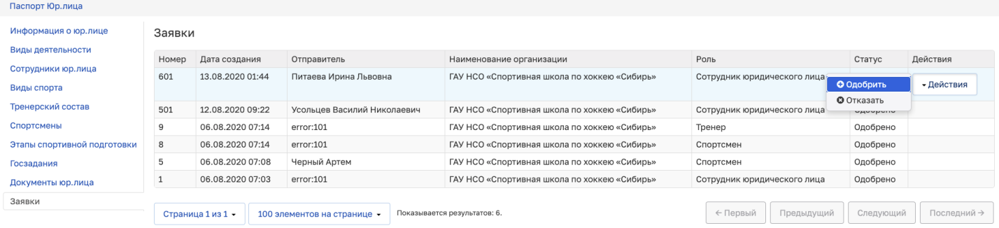 Паспорт Юр.лица
Информация о юр.лице
Виды деятельности
Сотрудники юр.лица
Виды спорта
Тренерский состав
Спортсмены
Этапы спортивной подготовки
Госзадания
Документы юр.лица
Заявки
Заявки
Номер Дата создания Отправитель Наименование организации Роль Статус Действия
601 13.08.2020 01:44 Питаева Ирина Львовна ГАУ НСО «Спортивная школа по хоккею «Сибирь» Сотрудник юридического лица
Одобрить Действия
Отказать
501 12.08.2020 09:22 Усольцев Василий Николаевич ГАУ НСО «Спортивная школа по хоккею «Сибирь» Сотрудник юридического лица Одобрено
9 06.08.2020 07:14 error:101 ГАУ НСО «Спортивная школа по хоккею «Сибирь» Тренер Одобрено
8 06.08.2020 07:14 error:101 ГАУ НСО «Спортивная школа по хоккею «Сибирь» Спортсмен Одобрено
5 06.08.2020 07:08 Черный Артем ГАУ НСО «Спортивная школа по хоккею «Сибирь» Спортсмен Одобрено
1 06.08.2020 07:03 error:101 ГАУ НСО «Спортивная школа по хоккею «Сибирь» Сотрудник юридического лица Одобрено
Страница 1 из 1 100 элементов на странице Показывается результатов: 6. ← Первый Предыдущий Следующий Последний →